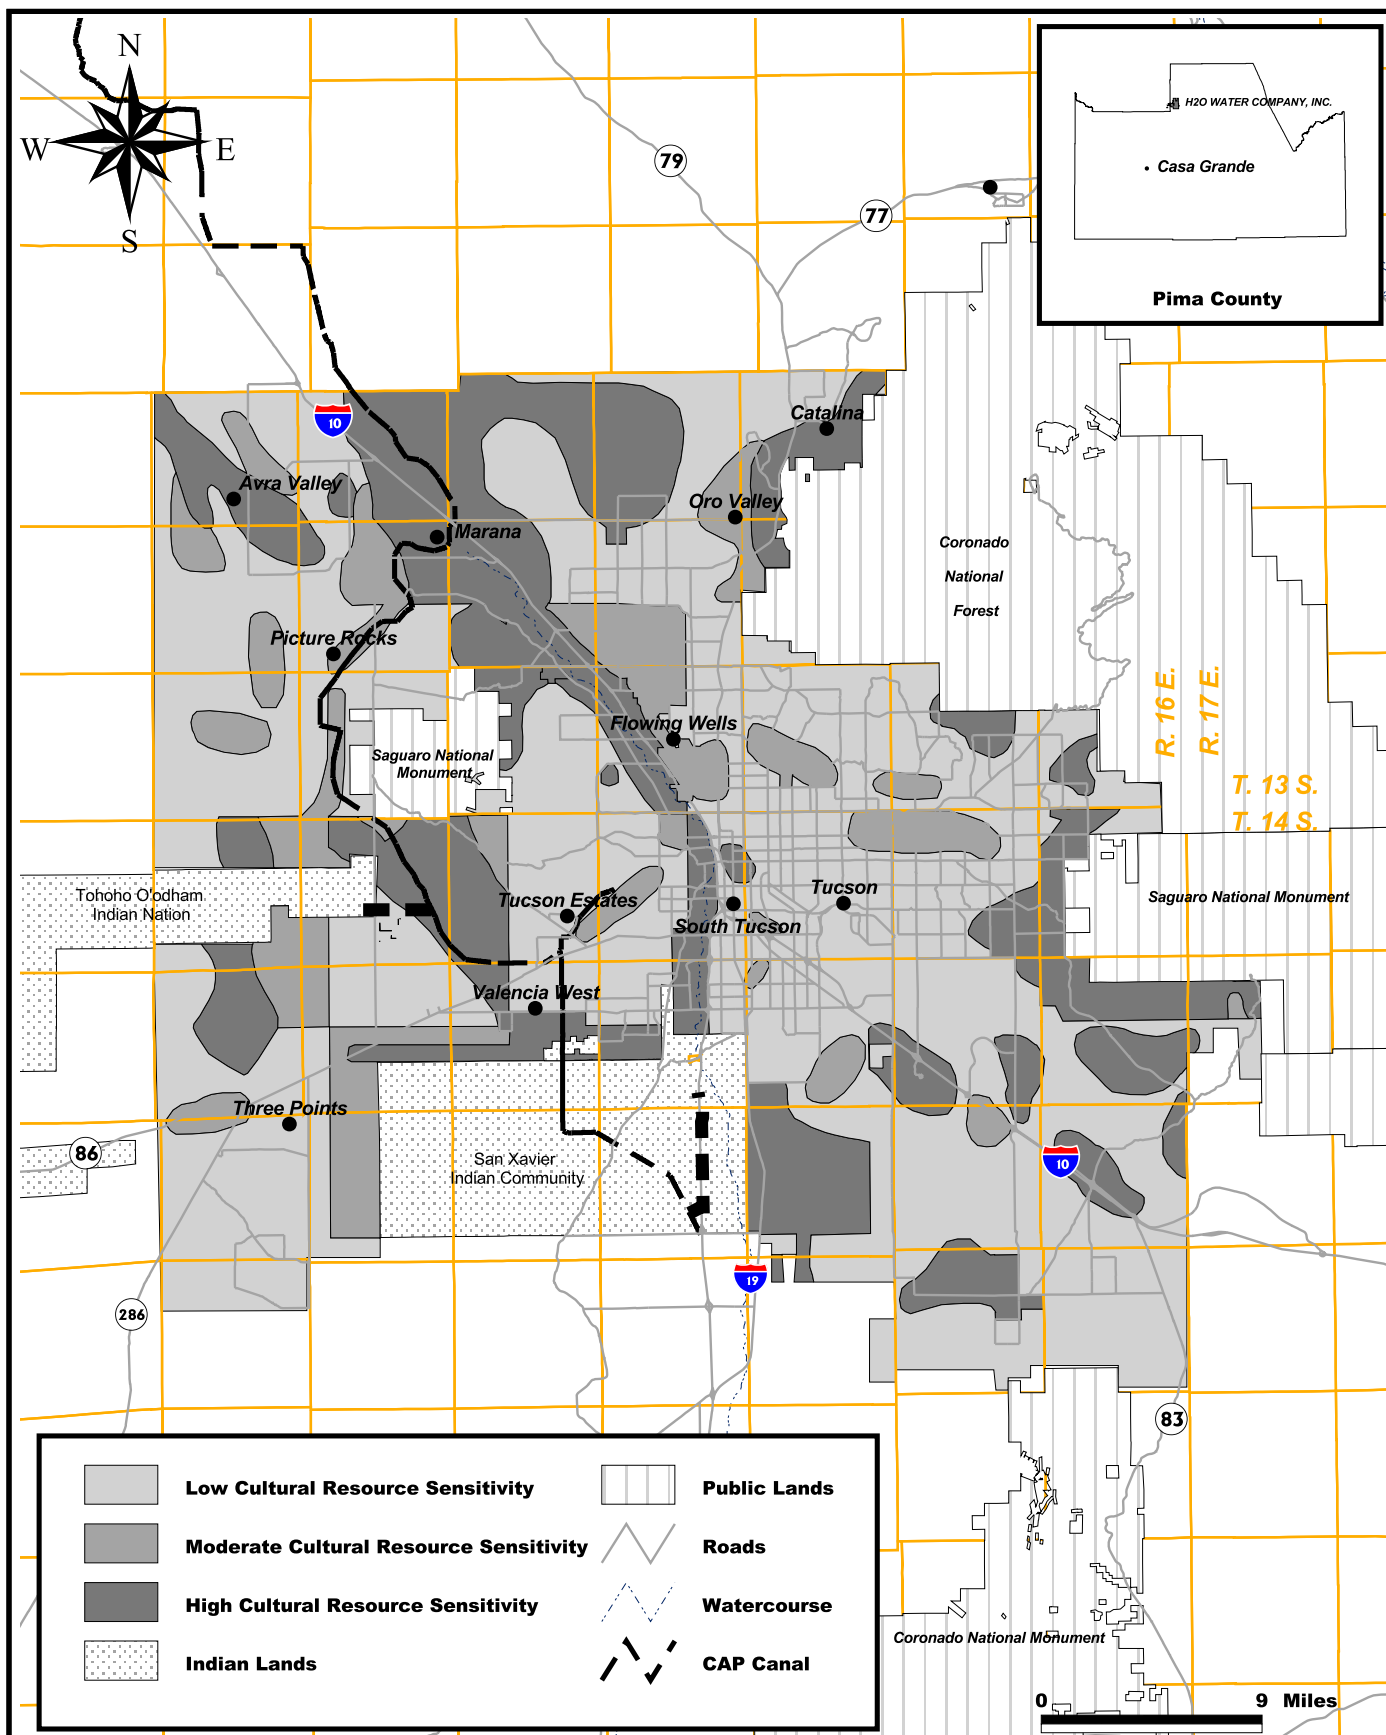 N
W
E
S
79
77
H2O WATER COMPANY, INC.
Casa Grande
Pima County
10
Catalina
Avra Valley
Oro Valley
Marana
Coronado
National
Forest
Picture Rocks
R. 16 E.
R. 17 E.
Flowing Wells
Saguaro National
Monument
T. 13 S.
T. 14 S.
Tohoho O'odham
Indian Nation
Tucson Estates
Tucson
South Tucson
Saguaro National Monument
Valencia West
Three Points
86
San Xavier
Indian Community
10
19
286
83
Low Cultural Resource Sensitivity
Moderate Cultural Resource Sensitivity
High Cultural Resource Sensitivity
Indian Lands
Public Lands
Roads
Watercourse
CAP Canal
Coronado National Monument
0
9 Miles